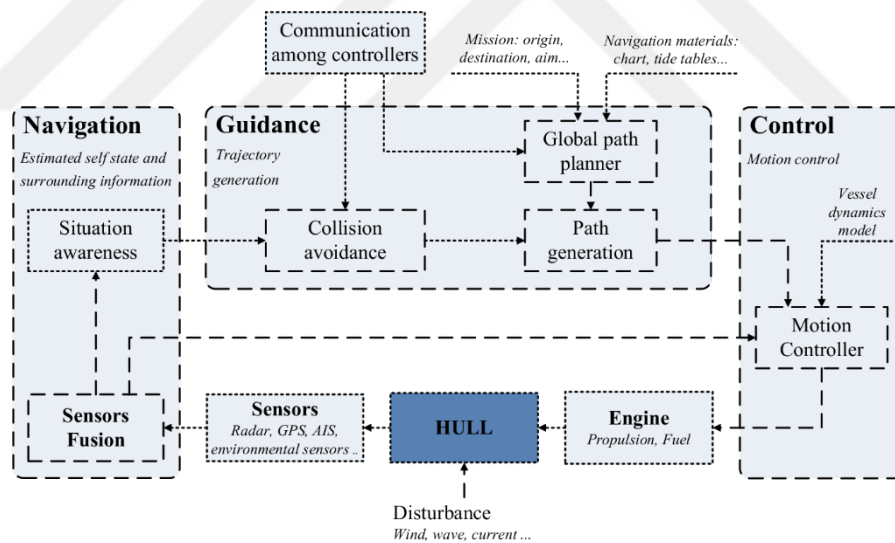 Communication
among controllers
Mission: origin,
destination, aim...
Navigation materials:
chart, tide tables...
Navigation
Estimated self state and
surrounding information
Situation
awareness
Sensors
Fusion
Guidance
Trajectory
generation
Global path
planner
Collision
avoidance
Path
generation
Control
Motion control
Vessel
dynamics
model
Motion
Controller
Sensors
Radar, GPS, AIS,
environmental sensors ..
HULL
Engine
Propulsion, Fuel
Disturbance
Wind, wave, current ...